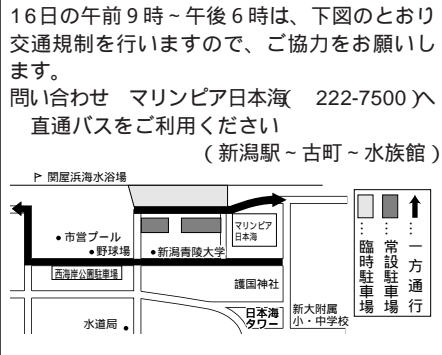 16日の午前９時～午後６時は、下図のとおり
交通規制を行いますので、ご協力をお願いし
ます。
問い合わせ　マリンピア日本海(　222-7500)へ
直通バスをご利用ください
(新潟駅～古町～水族館)
関屋浜海水浴場
マリンピア
日本海
・市営プール
・野球場
・新潟青陵大学
西海岸公園駐車場
護国神社
日本海
タワー
新大附属
小・中学校
水道局・
…一方通行
…常設駐車場
…臨時駐車場